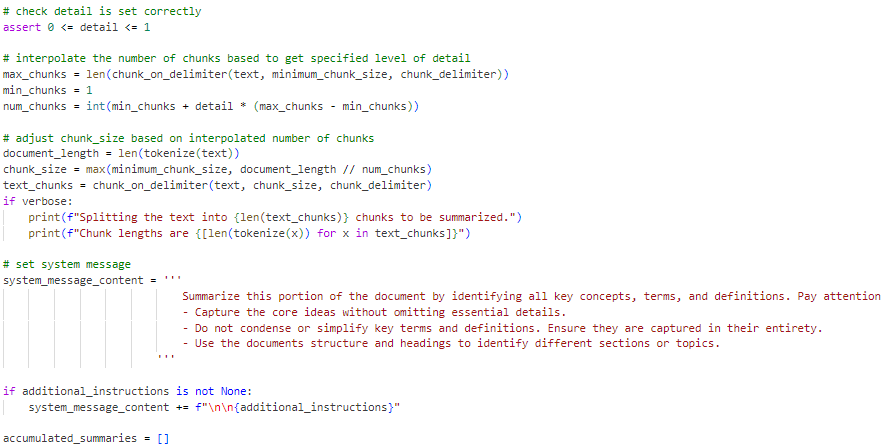 # check detail is set correctly
assert 0 <= detail <= 1

# interpolate the number of chunks based to get specified level of detail
max_chunks = len(chunk_on_delimiter(text, minimum_chunk_size, chunk_delimiter))
min_chunks = 1
num_chunks = int(min_chunks + detail * (max_chunks - min_chunks))

# adjust chunk_size based on interpolated number of chunks
document_length = len(tokenize(text))
chunk_size = max(minimum_chunk_size, document_length // num_chunks)
text_chunks = chunk_on_delimiter(text, chunk_size, chunk_delimiter)
if verbose:
    print(f"Splitting the text into {len(text_chunks)} chunks to be summarized.")
    print(f"Chunk lengths are {[len(tokenize(x)) for x in text_chunks]}")

# set system message
system_message_content = '''
                            Summarize this portion of the document by identifying all key concepts, terms, and definitions. Pay attention
                            - Capture the core ideas without omitting essential details.
                            - Do not condense or simplify key terms and definitions. Ensure they are captured in their entirety.
                            - Use the documents structure and headings to identify different sections or topics.
                        '''

if additional_instructions is not None:
    system_message_content += f"\n\n{additional_instructions}"

accumulated_summaries = []